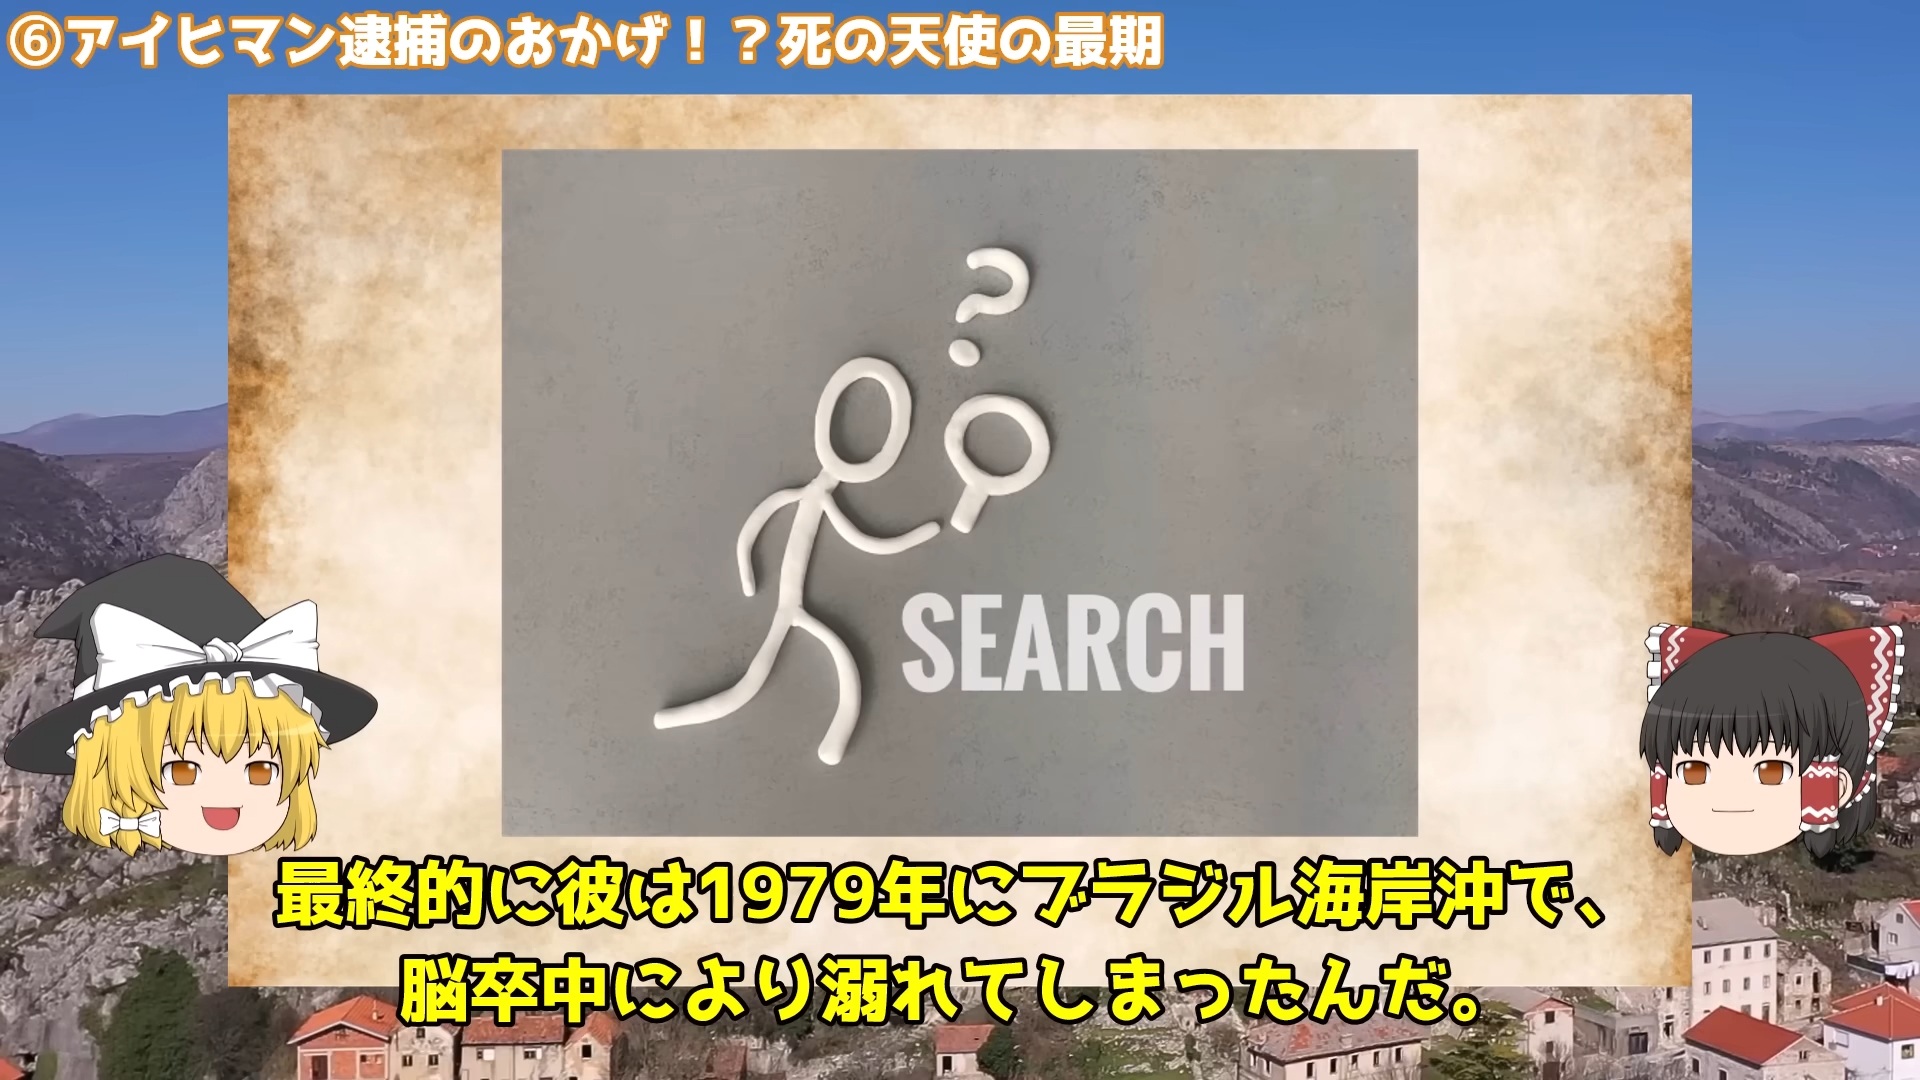 ⑥アイヒマン逮捕のおかげ！？死の天使の最期
?
SEARCH
最終的に彼は1979年にブラジル海岸沖で、
脳卒中により溺れてしまったんだ。